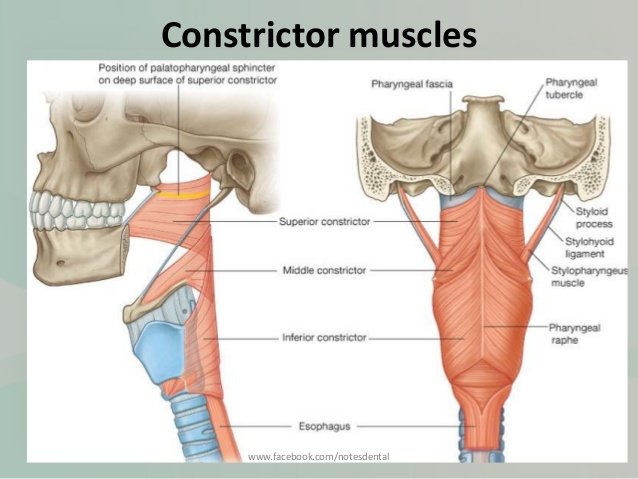 Constrictor muscles
Position of palatopharyngeal sphincter
on deep surface of superior constrictor
Pharyngeal fascia
Pharyngeal
tubercle
Superior constrictor
Middle constrictor
Inferior constrictor
Esophagus
Styloid
process
Stylohyoid
ligament
Stylopharyngeus
muscle
Pharyngeal
raphe
www.facebook.com/notesdental